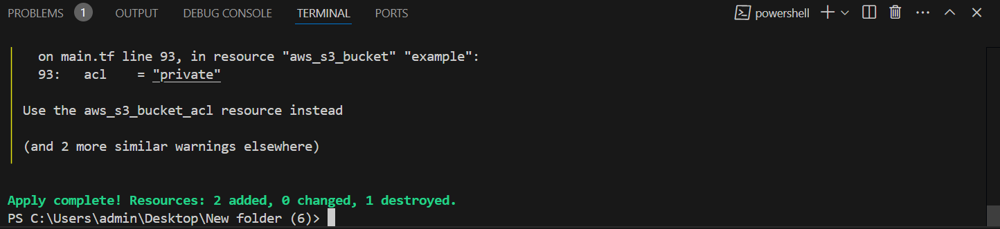 PROBLEMS 1 OUTPUT DEBUG CONSOLE TERMINAL PORTS powershell
on main.tf line 93, in resource "aws_s3_bucket" "example":
93: acl = "private"
Use the aws_s3_bucket_acl resource instead
(and 2 more similar warnings elsewhere)
Apply complete! Resources: 2 added, 0 changed, 1 destroyed.
PS C:\Users\admin\Desktop\New folder (6)>